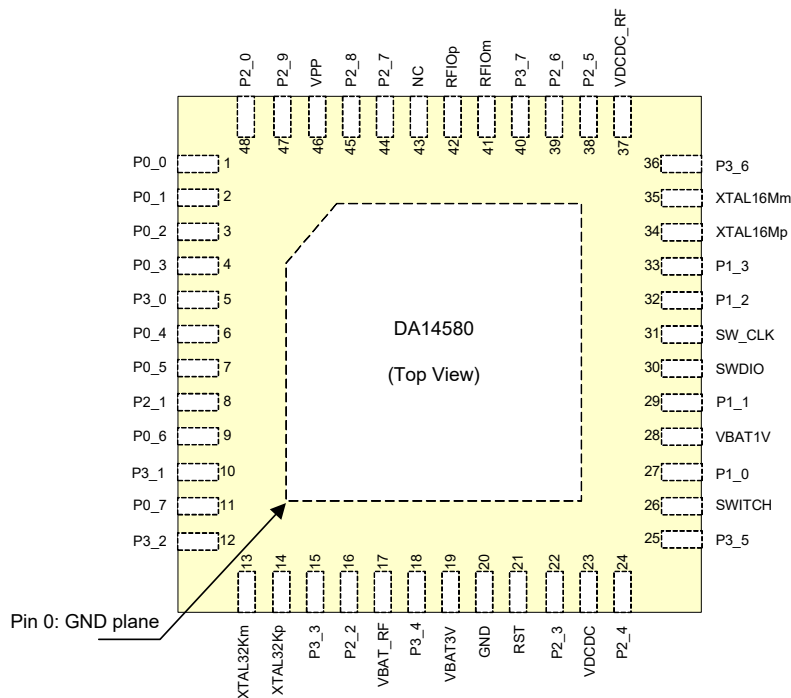 P2_0
P2_9
VPP
P2_8
P2_7
NC
RFIOp
RFIOm
P3_7
P2_6
P2_5
VDCDC_RF
48
47
46
45
44
43
42
41
40
39
38
37
P0_0 1
P0_1 2
P0_2 3
P0_3 4
P3_0 5
P0_4 6
P0_5 7
P2_1 8
P0_6 9
P3_1 10
P0_7 11
P3_2 12
DA14580
(Top View)
36 P3_6
35 XTAL16Mm
34 XTAL16Mp
33 P1_3
32 P1_2
31 SW_CLK
30 SWDIO
29 P1_1
28 VBAT1V
27 P1_0
26 SWITCH
25 P3_5
13
14
15
16
17
18
19
20
21
22
23
24
Pin 0: GND plane
XTAL32Km
XTAL32Kp
P3_3
P2_2
VBAT_RF
P3_4
VBAT3V
GND
RST
P2_3
VDCDC
P2_4